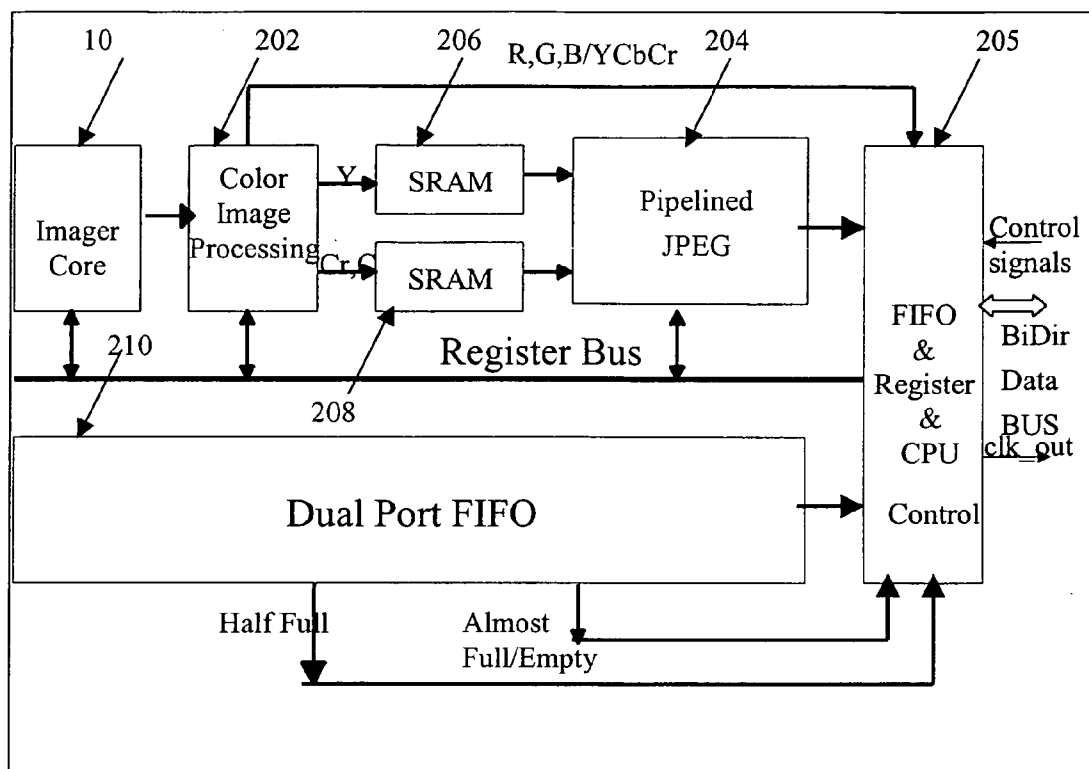 10
202
206
204
205
R,G,B/YCbCr
Imager
Core
Color
Image
Processing
Y
SRAM
Cr,C
SRAM
Pipelined
JPEG
Control
signals
BiDir
Data
BUS
clk_out
FIFO
&
Register
&
CPU
Control
210
Register Bus
208
Dual Port FIFO
Half Full
Almost
Full/Empty